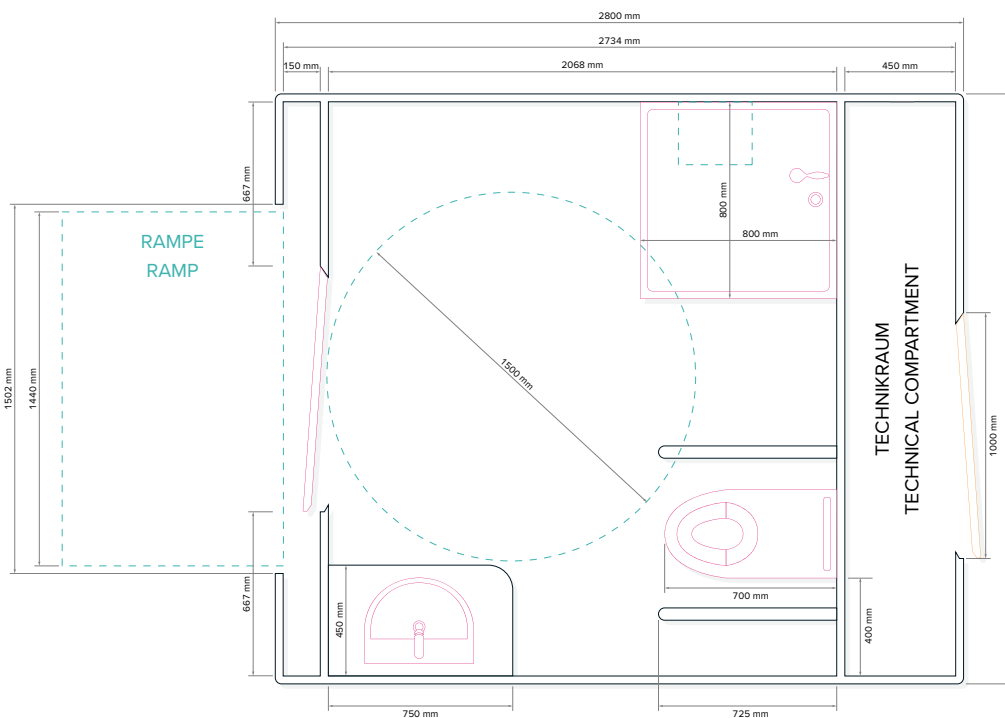 2800 mm
2734 mm
150 mm
2068 mm
450 mm
667 mm
800 mm
800 mm
RAMPE
RAMP
1500 mm
1502 mm
1440 mm
TECHNIKRAUM
TECHNICAL COMPARTMENT
1000 mm
667 mm
450 mm
700 mm
400 mm
750 mm
725 mm